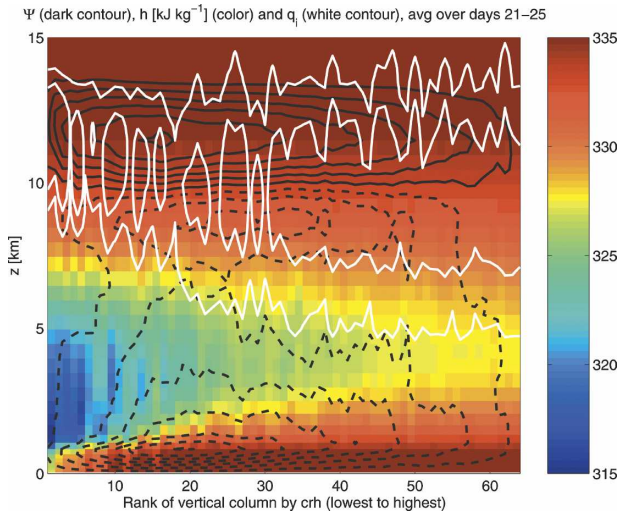 Ψ (dark contour), h [kJ kg⁻¹] (color) and qᵢ (white contour), avg over days 21−25
15
10
5
0
z [km]
10 20 30 40 50 60
Rank of vertical column by crh (lowest to highest)
335
330
325
320
315